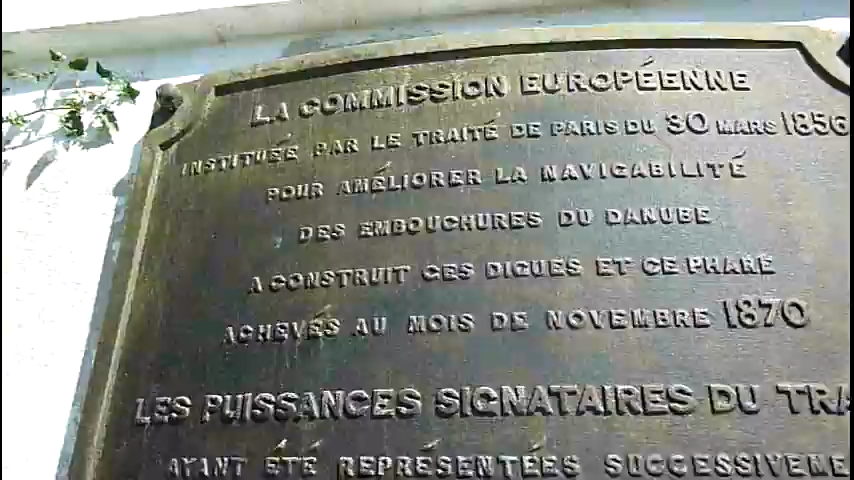 LA COMMISSION EUROPÉENNE
INSTITUÉE PAR LE TRAITÉ DE PARIS DU 30 MARS 1856
POUR AMÉLIORER LA NAVIGABILITÉ
DES EMBOUCHURES DU DANUBE
A CONSTRUIT CES DIGUES ET CE PHARE
ACHEVÉS AU MOIS DE NOVEMBRE 1870
LES PUISSANCES SIGNATAIRES DU TRA
AYANT ÉTÉ REPRÉSENTÉES SUCCESSIVEME